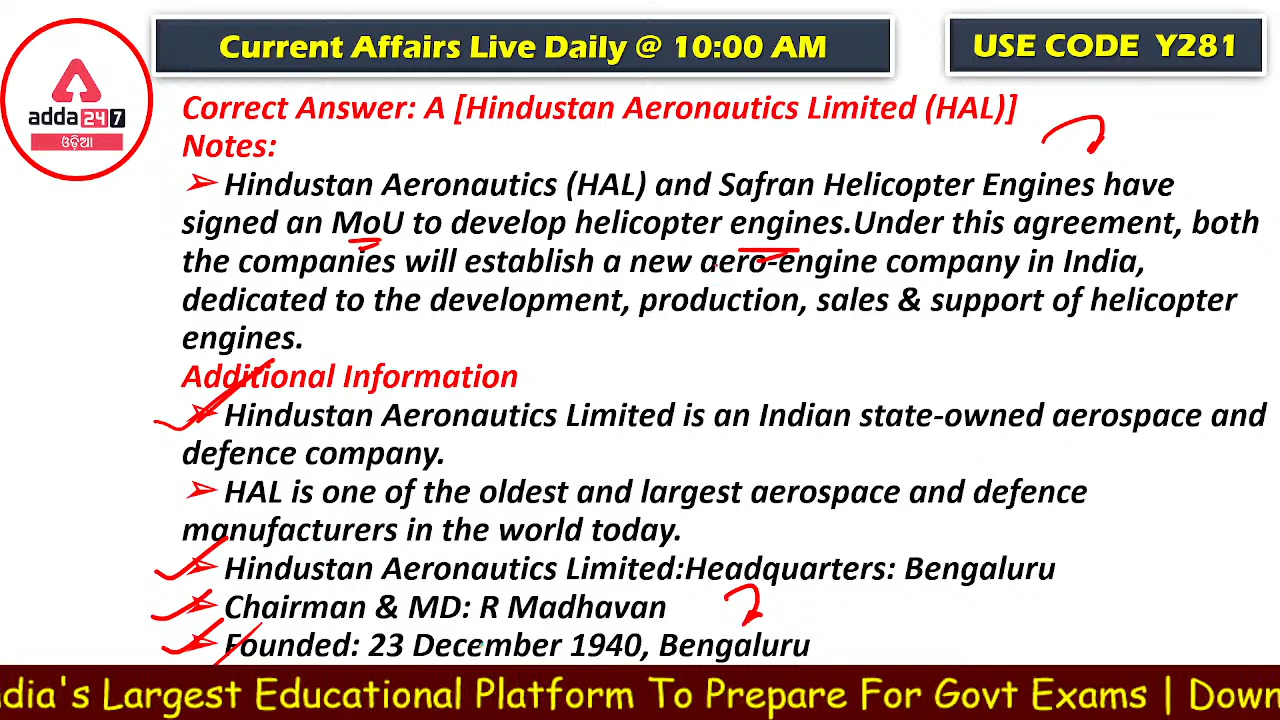 Current Affairs Live Daily @ 10:00 AM
USE CODE Y281
adda 24 7
ଓଡ଼ିଆ
Correct Answer: A [Hindustan Aeronautics Limited (HAL)]
Notes:
➢ Hindustan Aeronautics (HAL) and Safran Helicopter Engines have
signed an MoU to develop helicopter engines.Under this agreement, both
the companies will establish a new aero-engine company in India,
dedicated to the development, production, sales & support of helicopter
engines.
Additional Information
➢ Hindustan Aeronautics Limited is an Indian state-owned aerospace and
defence company.
➢ HAL is one of the oldest and largest aerospace and defence
manufacturers in the world today.
➢ Hindustan Aeronautics Limited:Headquarters: Bengaluru
➢ Chairman & MD: R Madhavan
➢ Founded: 23 December 1940, Bengaluru
ndia's Largest Educational Platform To Prepare For Govt Exams | Down